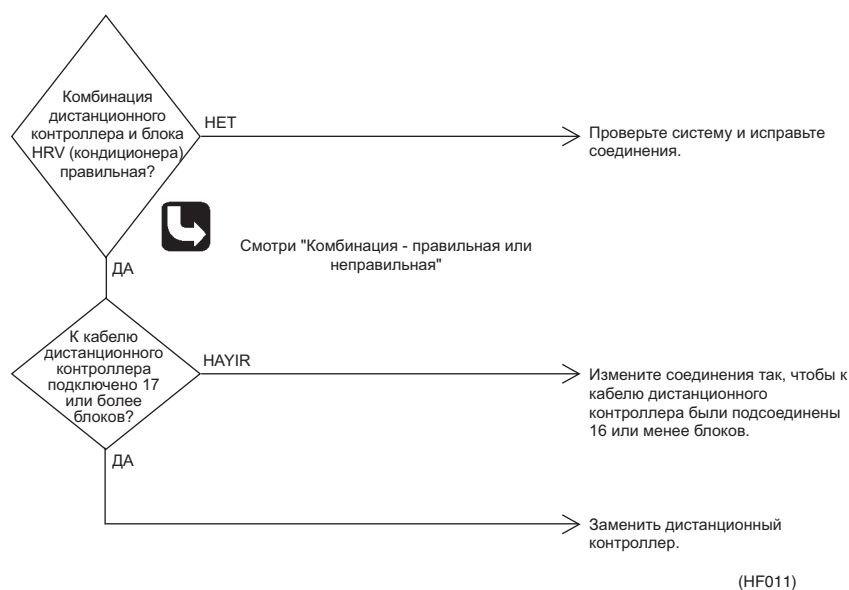 Комбинация
дистанционного
контроллера и блока
HRV (кондиционера)
правильная?
НЕТ
Проверьте систему и исправьте
соединения.
Смотри "Комбинация - правильная или
неправильная"
ДА
К кабелю
дистанционного
контроллера
подключено 17
или более
блоков?
HAYIR
Измените соединения так, чтобы к
кабелю дистанционного
контроллера были подсоединены
16 или менее блоков.
ДА
Заменить дистанционный
контроллер.
(HF011)